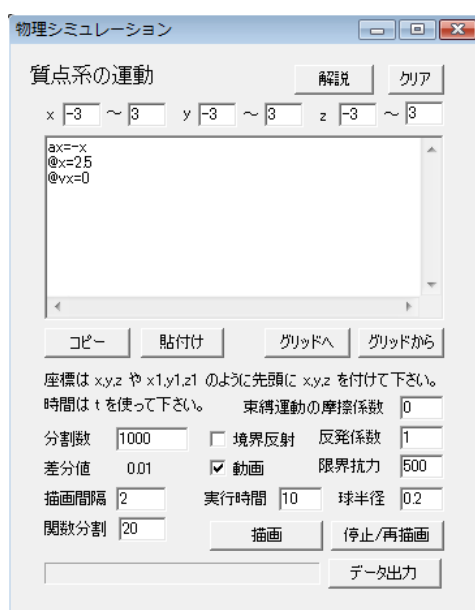 物理シミュレーション
質点系の運動 解説 クリア
x -3 ～ 3 y -3 ～ 3 z -3 ～ 3
ax=-x
@x=2.5
@vx=0
コピー 貼付け グリッドへ グリッドから
座標は x,y,z や x1,y1,z1 のように先頭に x,y,z を付けて下さい。
時間は t を使って下さい。 束縛運動の摩擦係数 0
分割数 1000 境界反射 反発係数 1
差分値 0.01 動画 限界抗力 500
描画間隔 2 実行時間 10 球半径 0.2
関数分割 20 描画 停止/再描画
データ出力